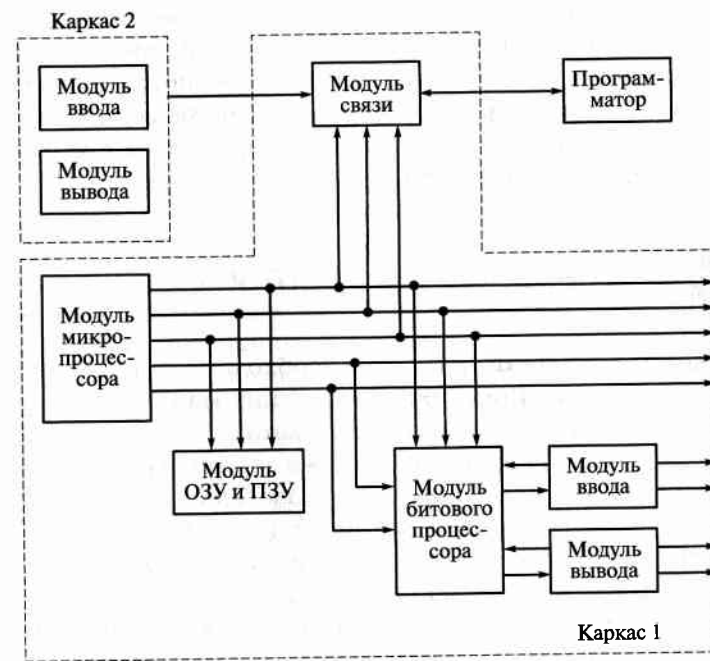 Каркас 2
Модуль
ввода
Модуль
вывода
Модуль
связи
Програм-
матор
Модуль
микро-
процес-
сора
Модуль
ОЗУ и ПЗУ
Модуль
битового
процес-
сора
Модуль
ввода
Модуль
вывода
Каркас 1